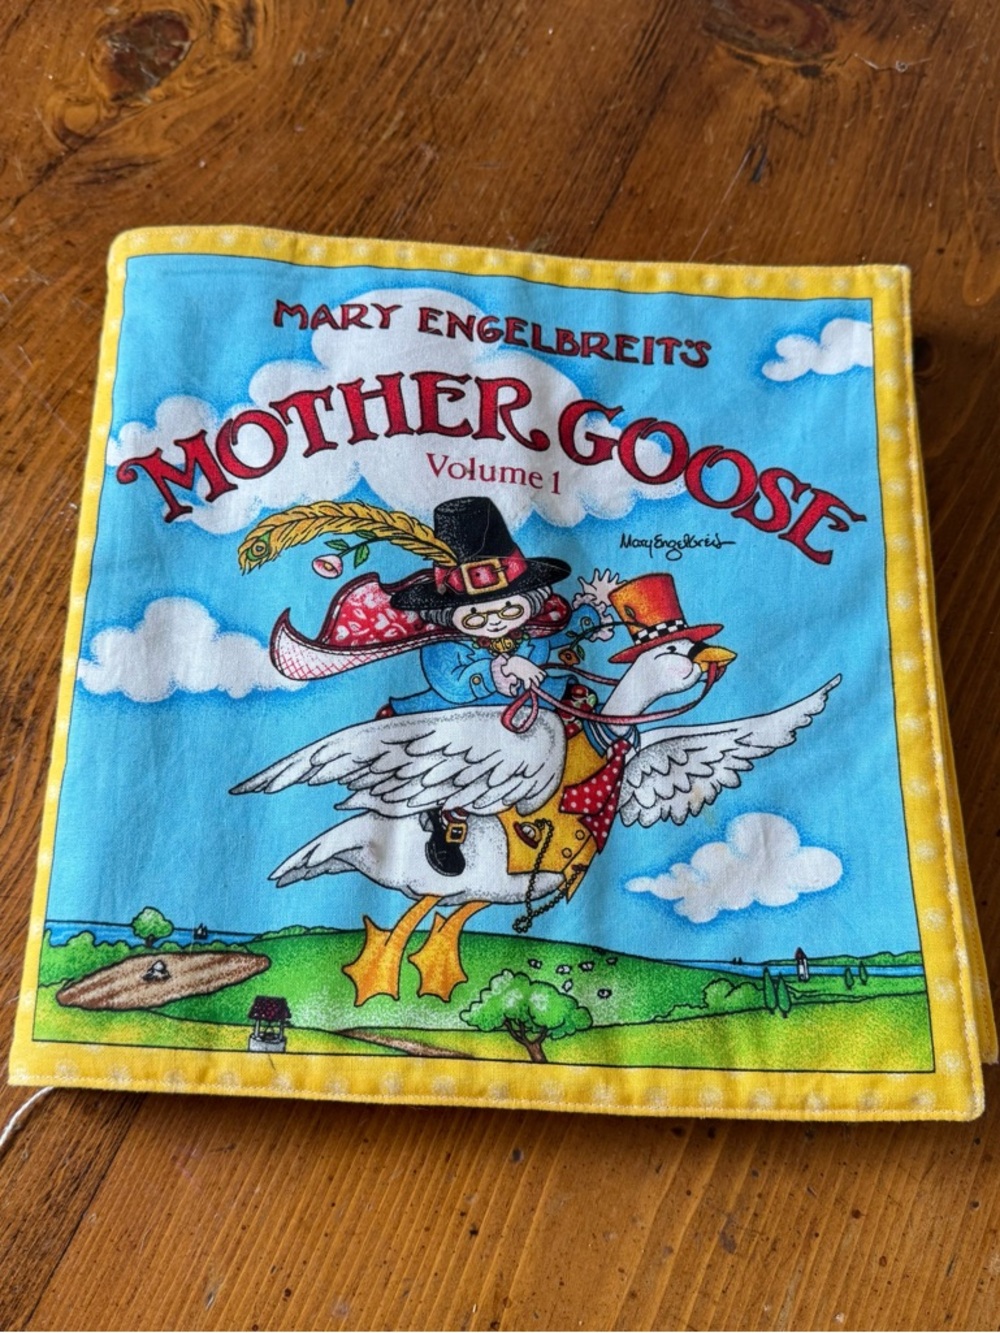 MARY ENGELBREIT'S
MOTHER GOOSE
Volume 1
Mary Engelbreit